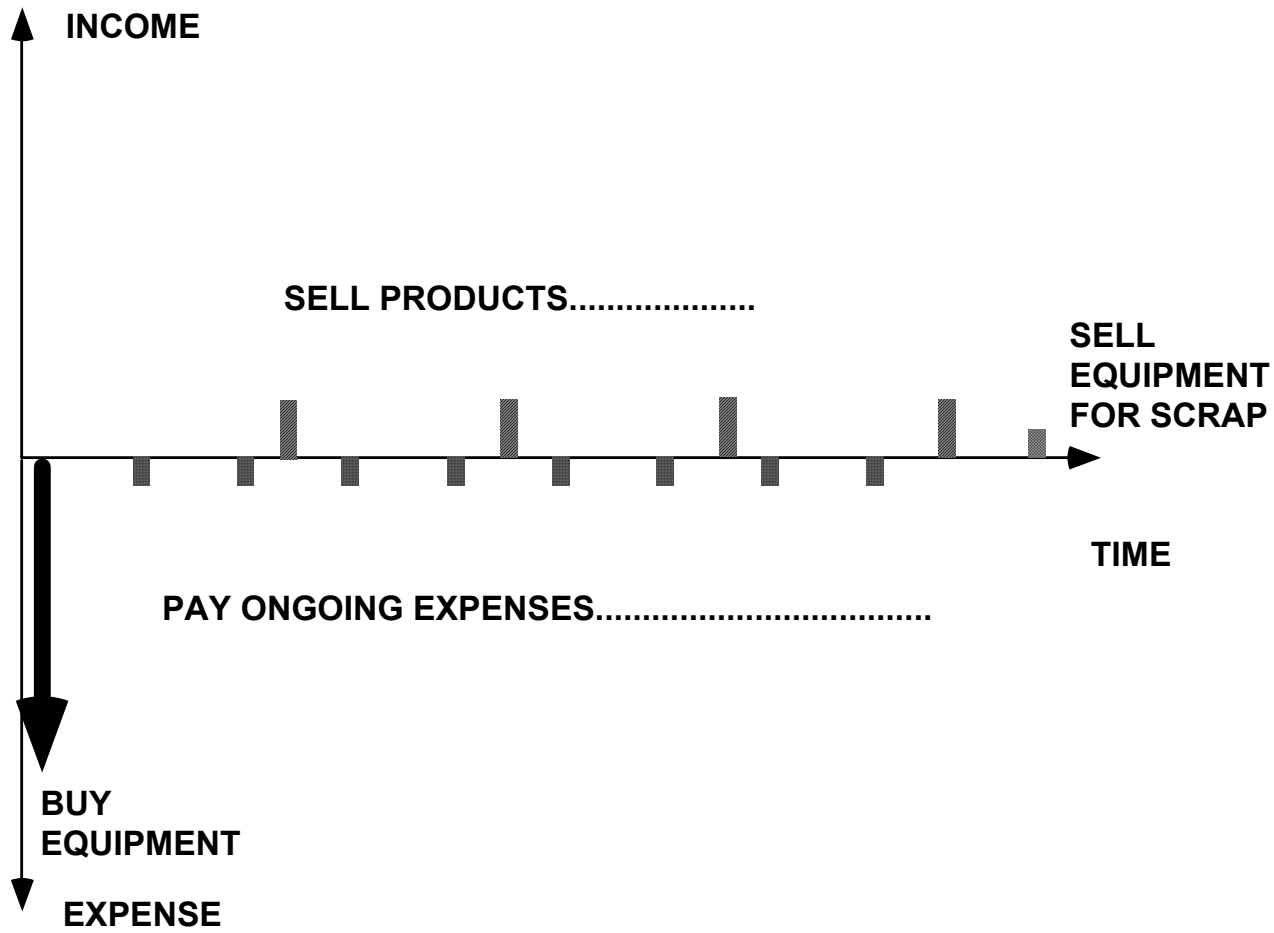 INCOME
SELL PRODUCTS....................
SELL
EQUIPMENT
FOR SCRAP
TIME
PAY ONGOING EXPENSES....................................
BUY
EQUIPMENT
EXPENSE